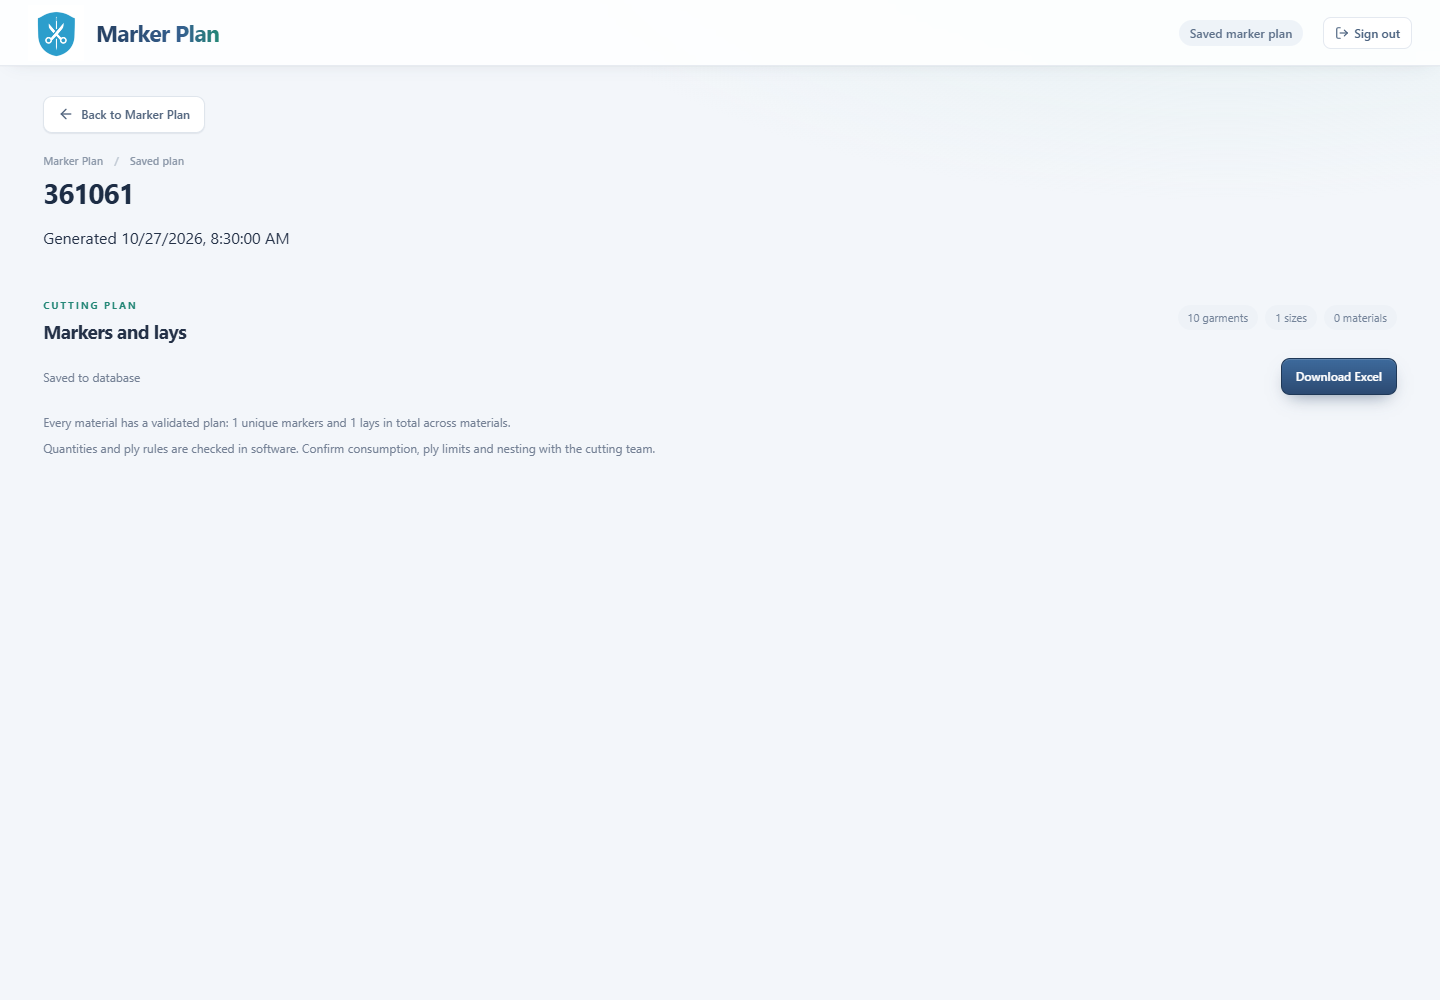 Marker Plan
Saved marker plan
Sign out
Back to Marker Plan
Marker Plan / Saved plan
361061
Generated 10/27/2026, 8:30:00 AM
CUTTING PLAN
Markers and lays
10 garments
1 sizes
0 materials
Saved to database
Download Excel
Every material has a validated plan: 1 unique markers and 1 lays in total across materials.
Quantities and ply rules are checked in software. Confirm consumption, ply limits and nesting with the cutting team.